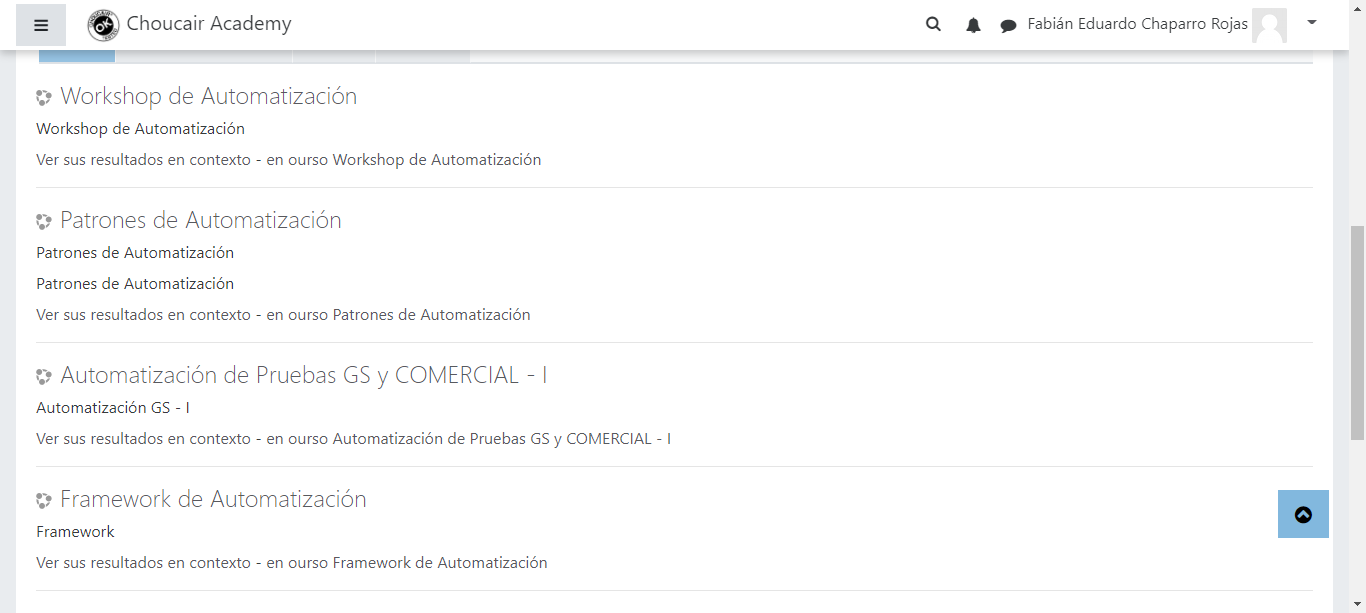 Choucair Academy
Fabián Eduardo Chaparro Rojas
Workshop de Automatización
Workshop de Automatización
Ver sus resultados en contexto - en ourso Workshop de Automatización
Patrones de Automatización
Patrones de Automatización
Patrones de Automatización
Ver sus resultados en contexto - en ourso Patrones de Automatización
Automatización de Pruebas GS y COMERCIAL - I
Automatización GS - I
Ver sus resultados en contexto - en ourso Automatización de Pruebas GS y COMERCIAL - I
Framework de Automatización
Framework
Ver sus resultados en contexto - en ourso Framework de Automatización